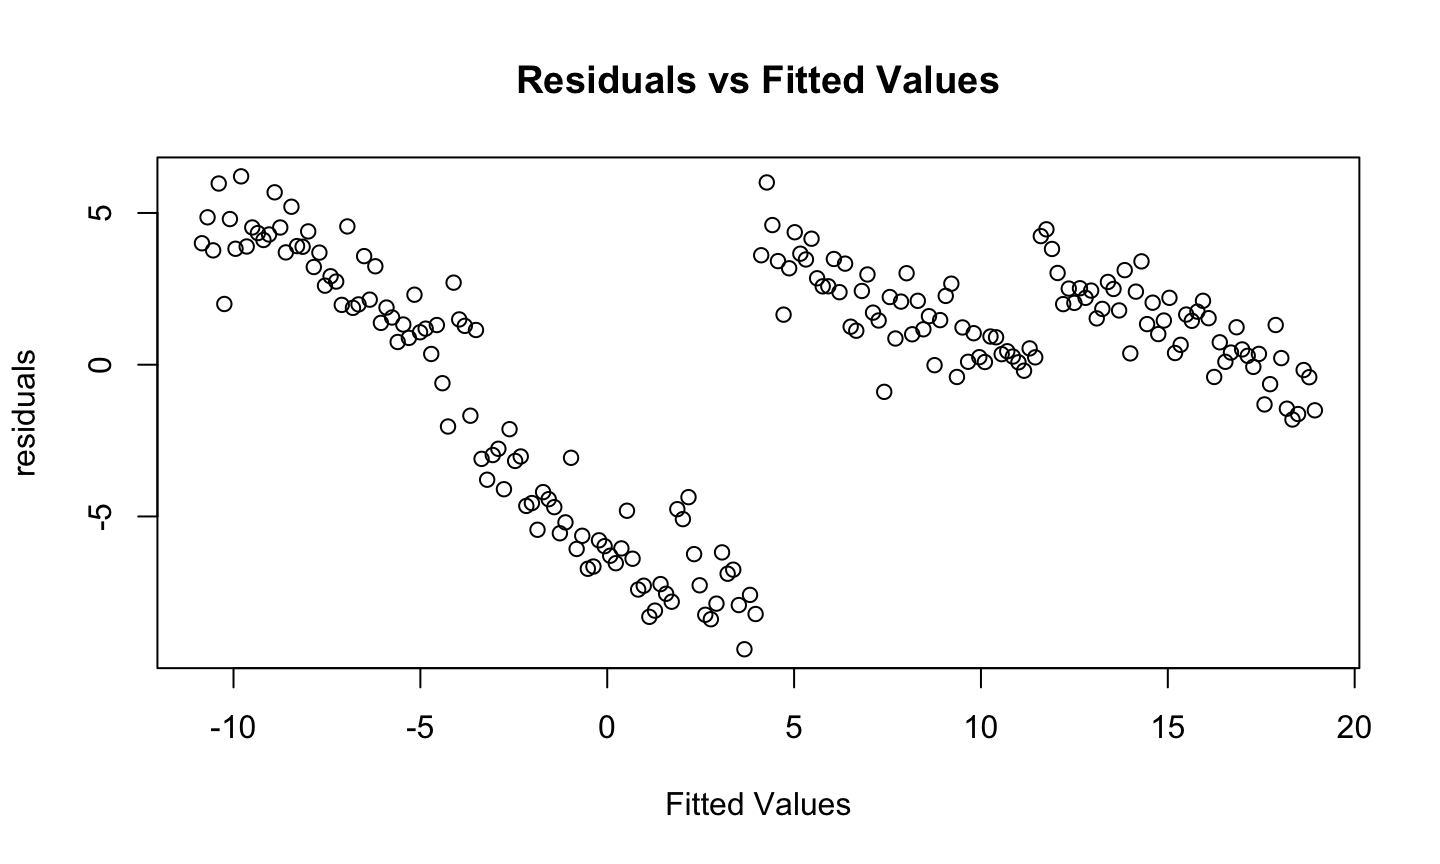 Residuals vs Fitted Values
residuals
5
0
-5
-10 -5 0 5 10 15 20
Fitted Values